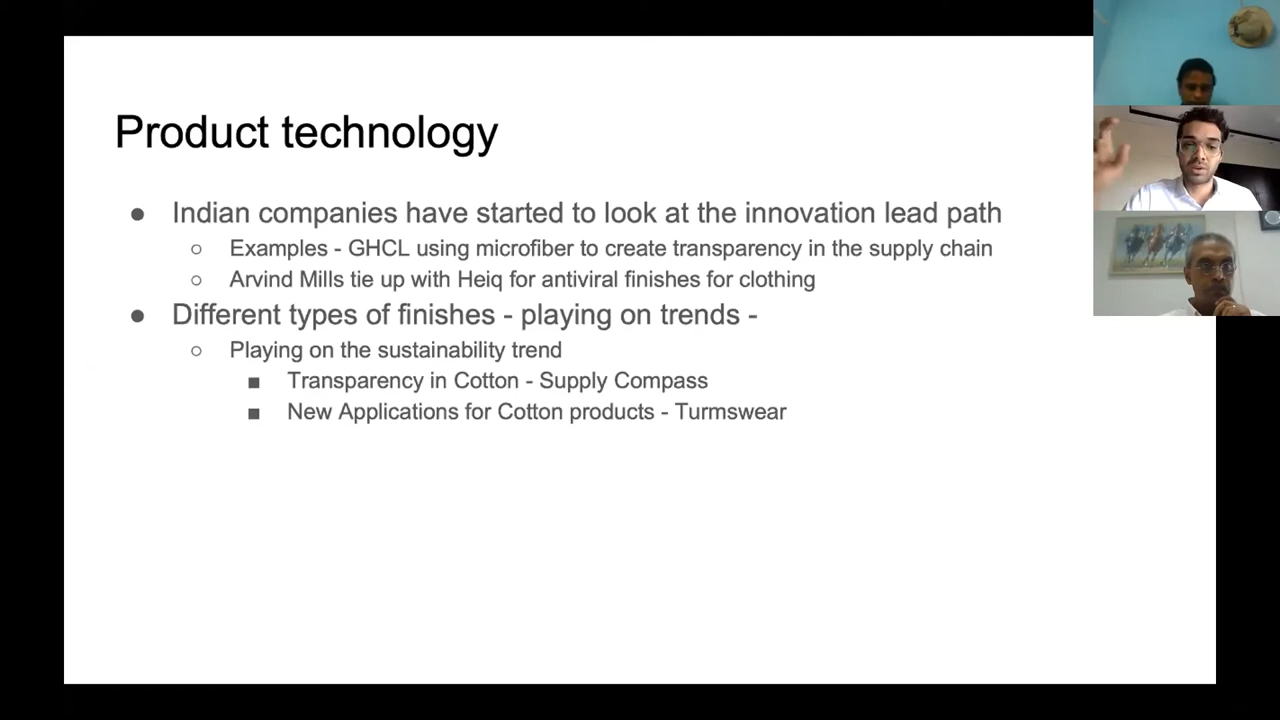 Product technology
● Indian companies have started to look at the innovation lead path
○ Examples - GHCL using microfiber to create transparency in the supply chain
○ Arvind Mills tie up with Heiq for antiviral finishes for clothing
● Different types of finishes - playing on trends -
○ Playing on the sustainability trend
■ Transparency in Cotton - Supply Compass
■ New Applications for Cotton products - Turmswear